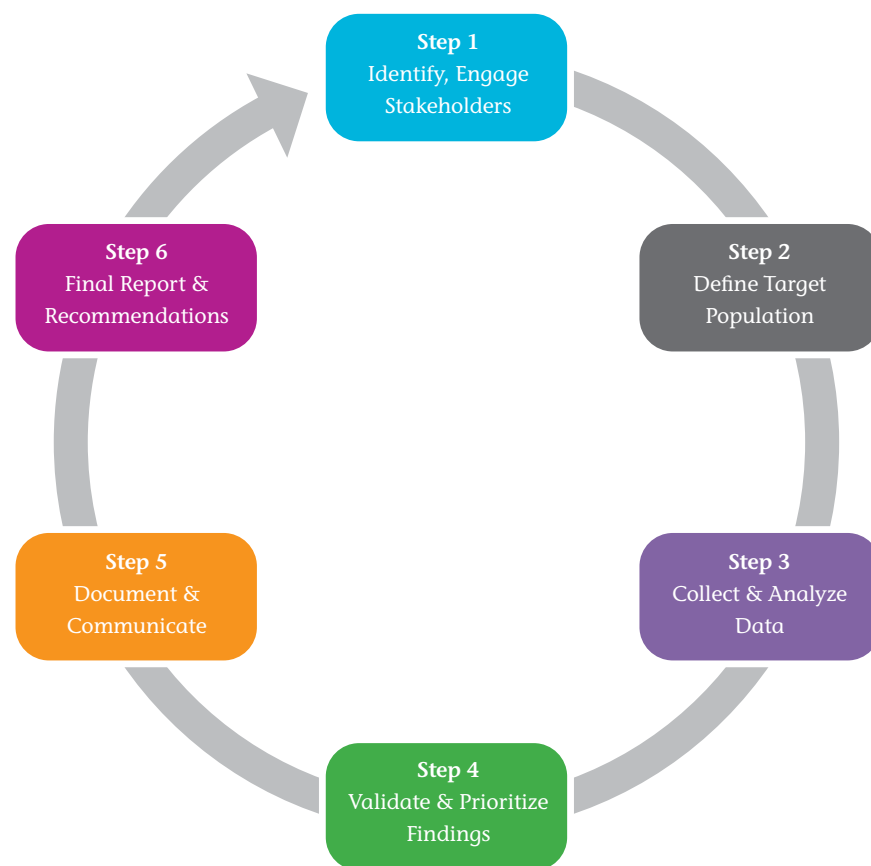 Step 1
Identify, Engage
Stakeholders
Step 2
Define Target
Population
Step 3
Collect & Analyze
Data
Step 4
Validate & Prioritize
Findings
Step 5
Document &
Communicate
Step 6
Final Report &
Recommendations